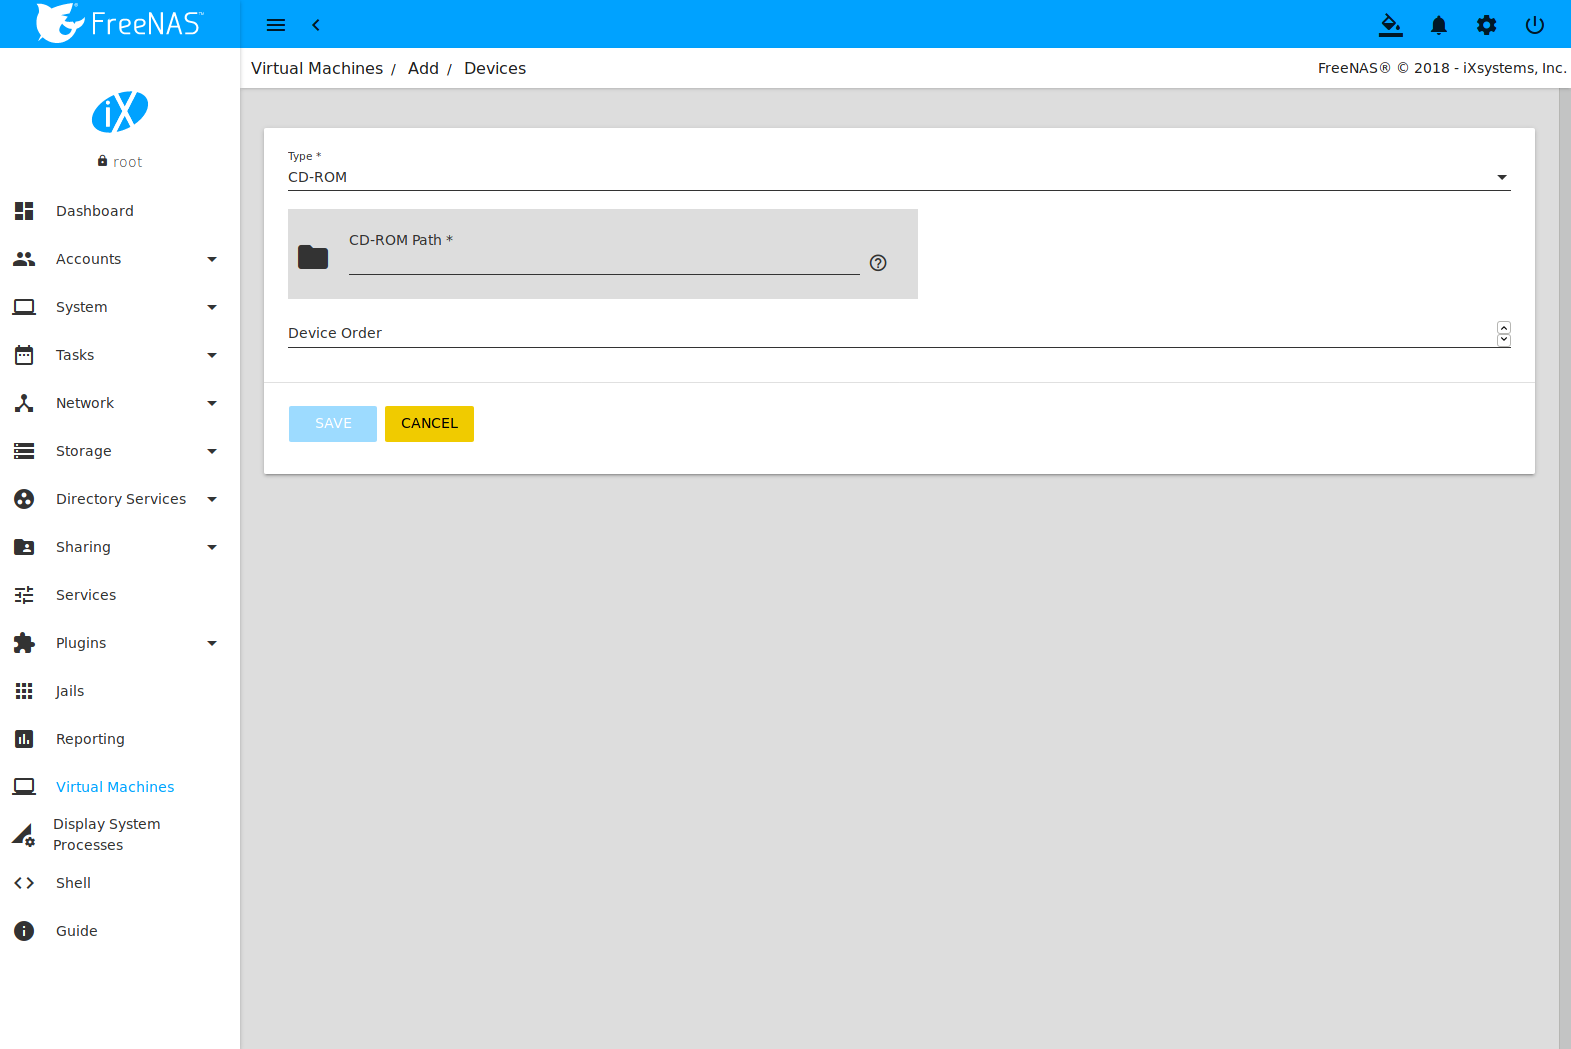 FreeNAS™
Virtual Machines / Add / Devices
FreeNAS® © 2018 - iXsystems, Inc.
iX
root
Dashboard
Accounts
System
Tasks
Network
Storage
Directory Services
Sharing
Services
Plugins
Jails
Reporting
Virtual Machines
Display System
Processes
Shell
Guide
Type *
CD-ROM
CD-ROM Path *
Device Order
SAVE CANCEL